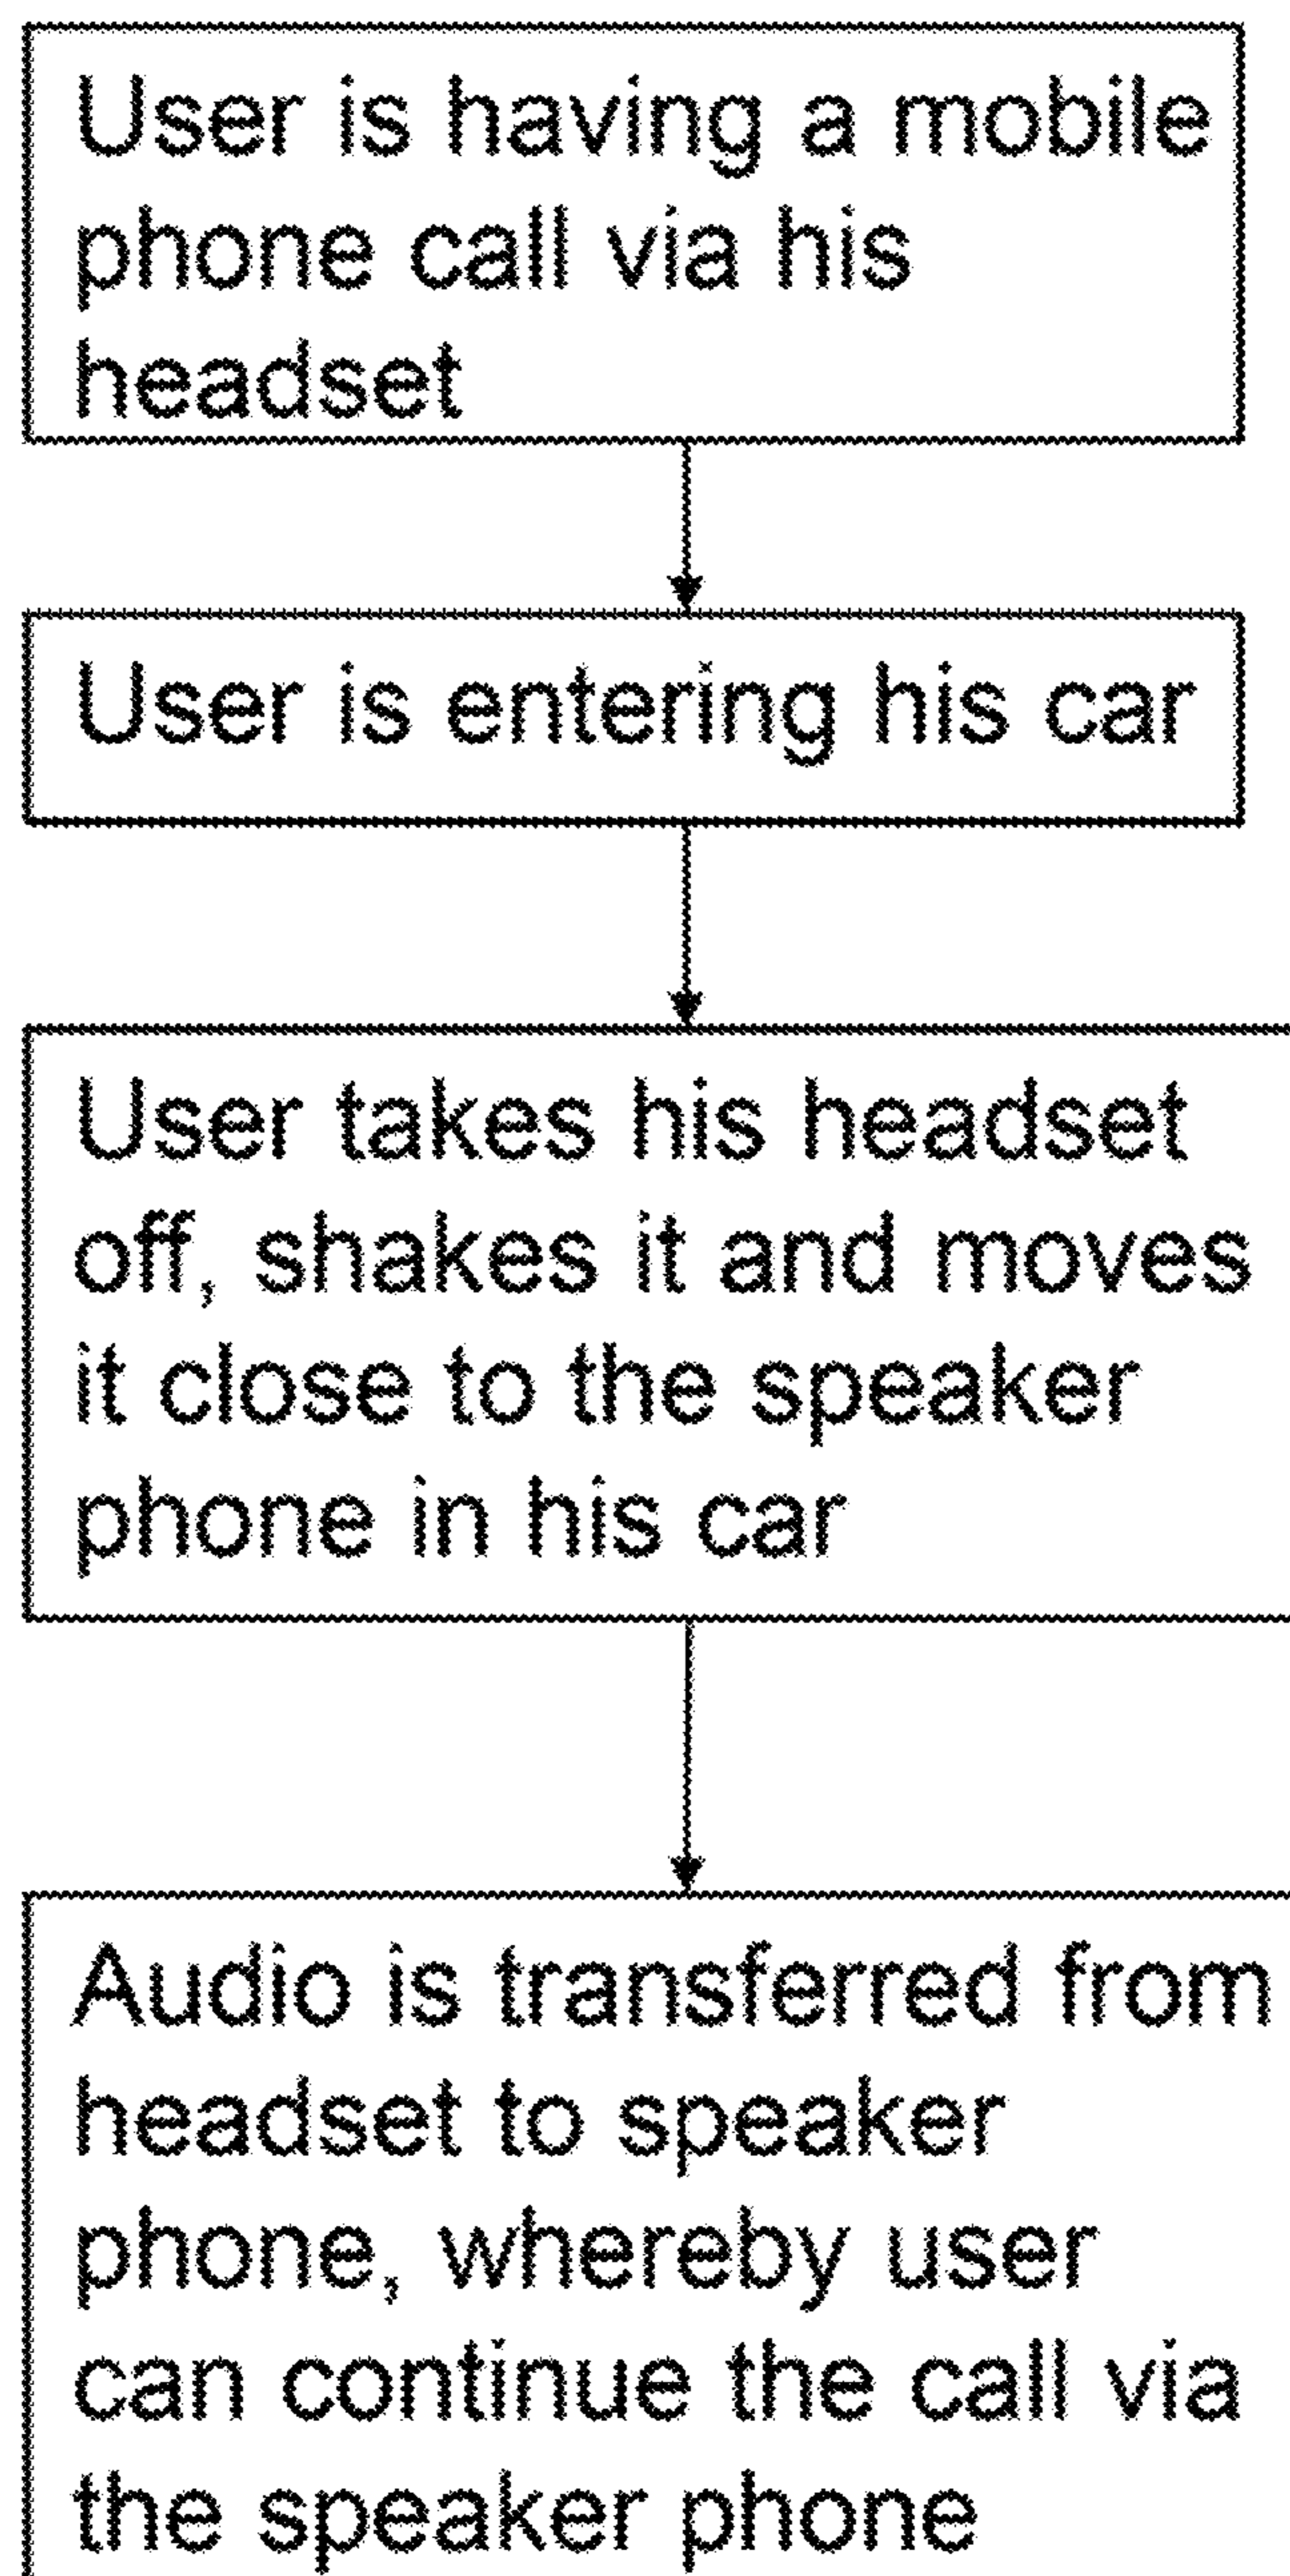 User is having a mobile
phone call via his
headset
User is entering his car
User takes his headset
off, shakes it and moves
it close to the speaker
phone in his car
Audio is transferred from
headset to speaker
phone, whereby user
can continue the call via
the speaker phone